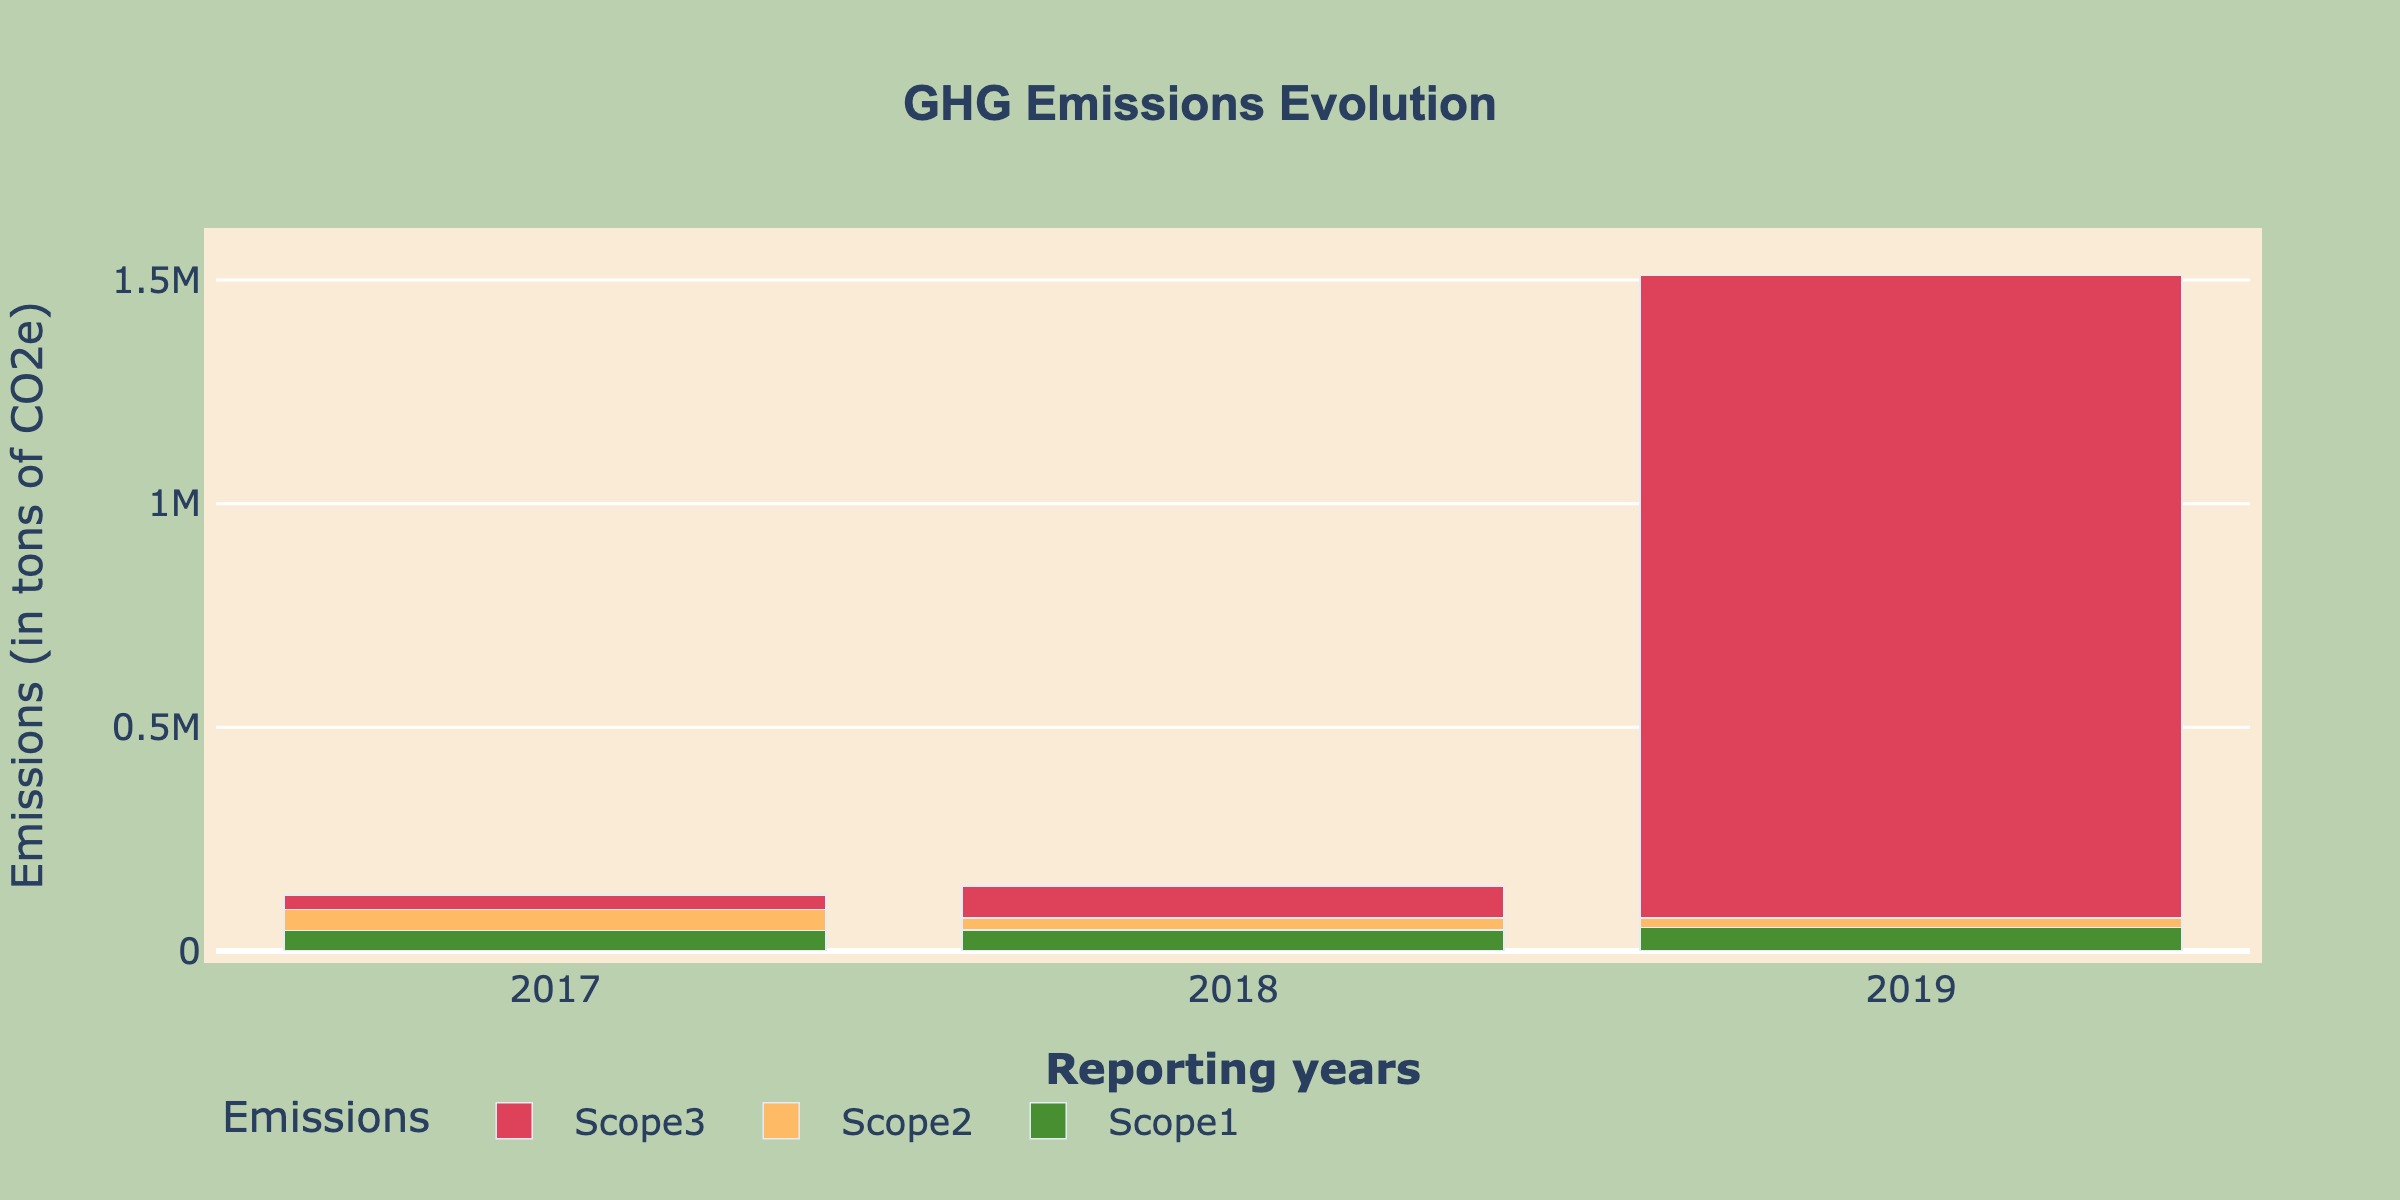 GHG Emissions Evolution
Emissions (in tons of CO2e)
1.5M
1M
0.5M
0
2017
2018
2019
Reporting years
Emissions
Scope3
Scope2
Scope1